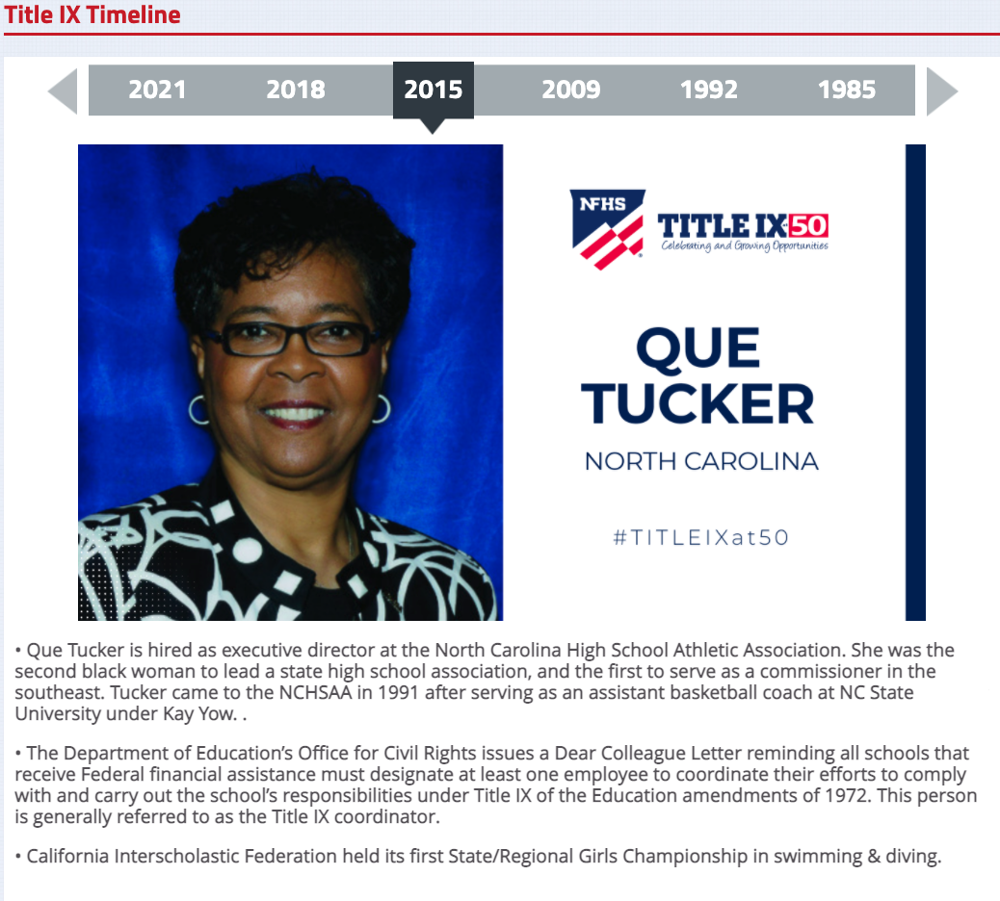 Title IX Timeline
2021 2018 2015 2009 1992 1985
NFHS
TITLE IX at 50
Celebrating and Growing Opportunities
QUE
TUCKER
NORTH CAROLINA
#TITLEIXat50
• Que Tucker is hired as executive director at the North Carolina High School Athletic Association. She was the
second black woman to lead a state high school association, and the first to serve as a commissioner in the
southeast. Tucker came to the NCHSAA in 1991 after serving as an assistant basketball coach at NC State
University under Kay Yow. .
• The Department of Education’s Office for Civil Rights issues a Dear Colleague Letter reminding all schools that
receive Federal financial assistance must designate at least one employee to coordinate their efforts to comply
with and carry out the school’s responsibilities under Title IX of the Education amendments of 1972. This person
is generally referred to as the Title IX coordinator.
• California Interscholastic Federation held its first State/Regional Girls Championship in swimming & diving.